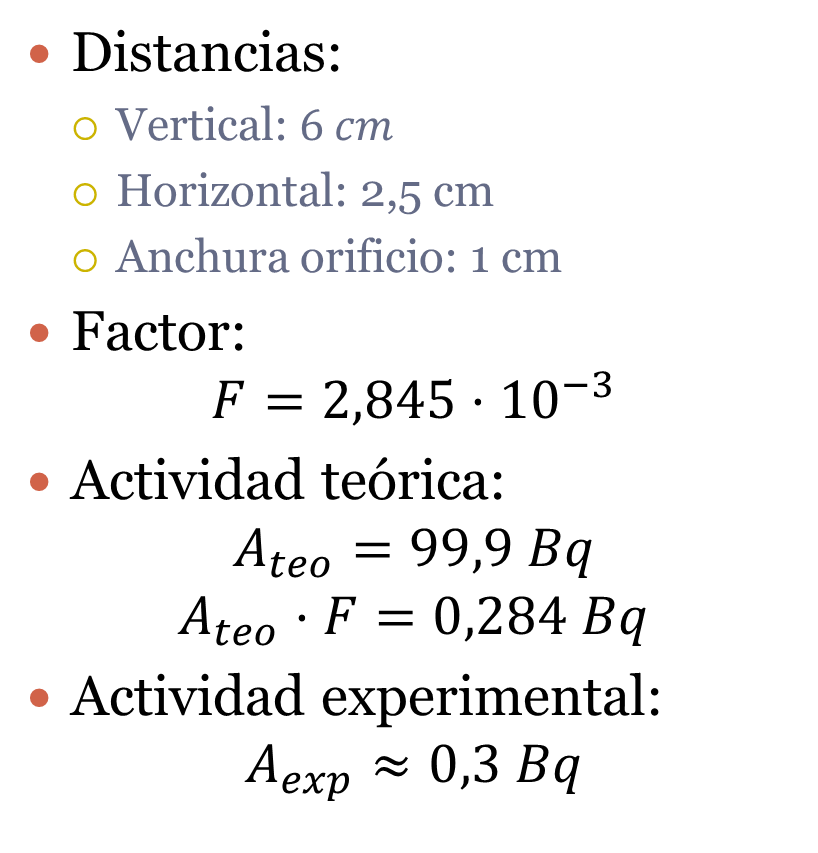 • Distancias:
○ Vertical: 6 cm
○ Horizontal: 2,5 cm
○ Anchura orificio: 1 cm
• Factor:
F = 2,845 · 10⁻³
• Actividad teórica:
A_teo = 99,9 Bq
A_teo · F = 0,284 Bq
• Actividad experimental:
A_exp ≈ 0,3 Bq